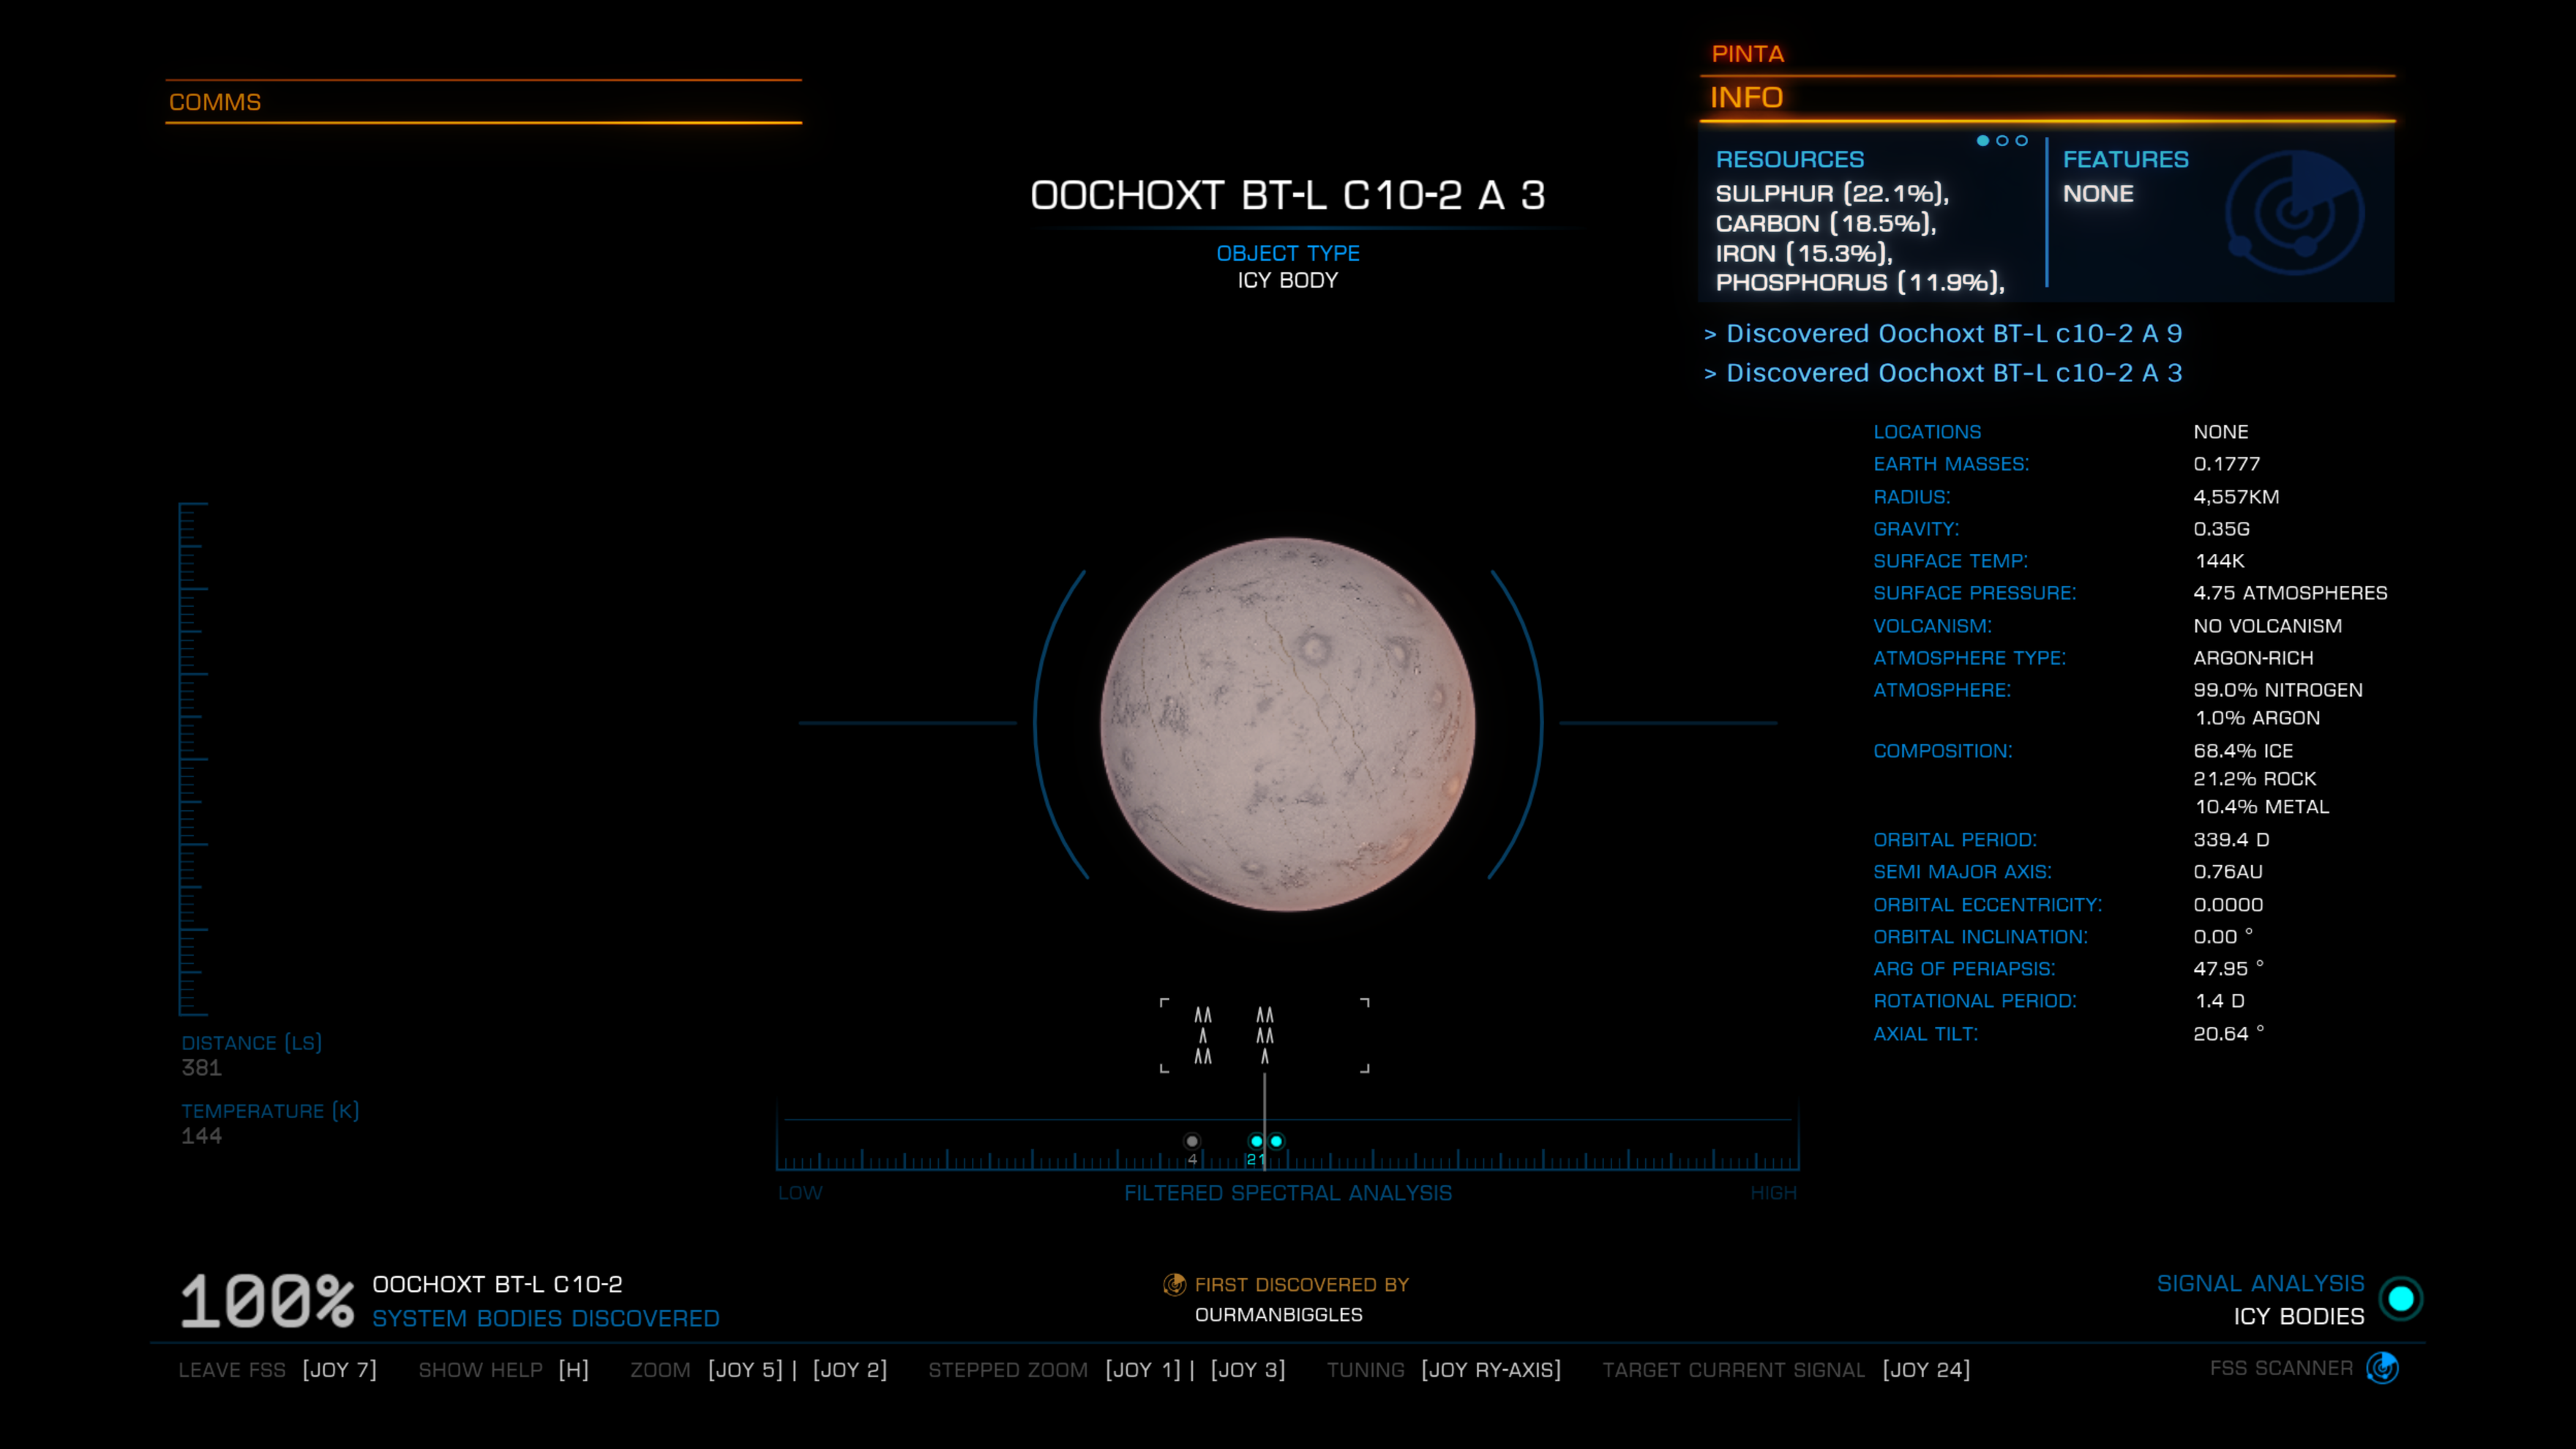 COMMS
PINTA
INFO
RESOURCES
SULPHUR (22.1%),
CARBON (18.5%),
IRON (15.3%),
PHOSPHORUS (11.9%),
FEATURES
NONE
OOCHOXT BT-L C10-2 A 3
OBJECT TYPE
ICY BODY
> Discovered Oochoxt BT-L c10-2 A 9
> Discovered Oochoxt BT-L c10-2 A 3
LOCATIONS NONE
EARTH MASSES: 0.1777
RADIUS: 4,557KM
GRAVITY: 0.35G
SURFACE TEMP: 144K
SURFACE PRESSURE: 4.75 ATMOSPHERES
VOLCANISM: NO VOLCANISM
ATMOSPHERE TYPE: ARGON-RICH
ATMOSPHERE: 99.0% NITROGEN
1.0% ARGON
COMPOSITION: 68.4% ICE
21.2% ROCK
10.4% METAL
ORBITAL PERIOD: 339.4 D
SEMI MAJOR AXIS: 0.76AU
ORBITAL ECCENTRICITY: 0.0000
ORBITAL INCLINATION: 0.00 °
ARG OF PERIAPSIS: 47.95 °
ROTATIONAL PERIOD: 1.4 D
AXIAL TILT: 20.64 °
DISTANCE (LS)
381
TEMPERATURE (K)
144
4 21
LOW FILTERED SPECTRAL ANALYSIS HIGH
100% OOCHOXT BT-L C10-2
SYSTEM BODIES DISCOVERED
FIRST DISCOVERED BY
OURMANBIGGLES
SIGNAL ANALYSIS
ICY BODIES
LEAVE FSS [JOY 7] SHOW HELP [H] ZOOM [JOY 5] | [JOY 2] STEPPED ZOOM [JOY 1] | [JOY 3] TUNING [JOY RY-AXIS] TARGET CURRENT SIGNAL [JOY 24] FSS SCANNER